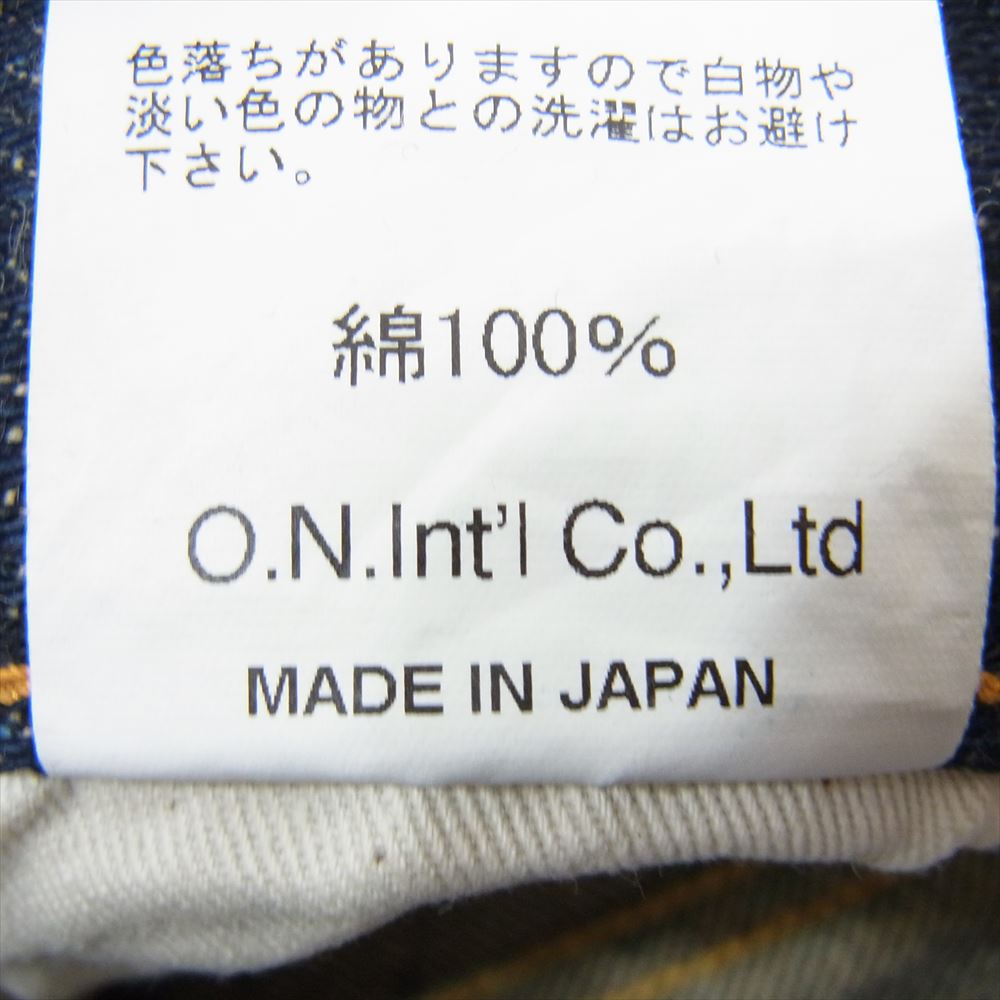 色落ちがありますので白物や
淡い色の物との洗濯はお避け
下さい。
綿100%
O.N.Int'l Co.,Ltd
MADE IN JAPAN